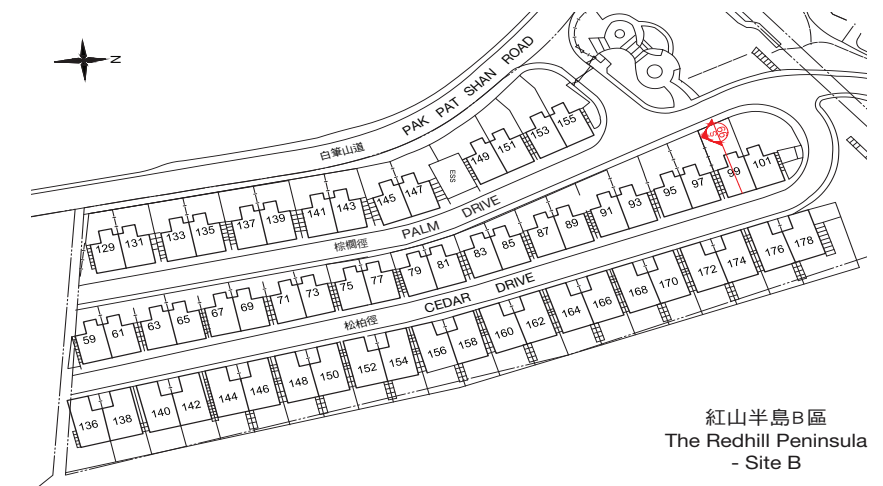 N
PAK PAT SHAN ROAD
白筆山道
153 155
149 151
ESS
145 147
141 143
137 139
133 135
129 131
PALM DRIVE
棕櫚徑
99 101
95 97
91 93
87 89
83 85
79 81
75 77
71 73
67 69
63 65
59 61
CEDAR DRIVE
松柏徑
176 178
172 174
168 170
164 166
160 162
156 158
152 154
148 150
144 146
140 142
136 138
紅山半島B區
The Redhill Peninsula
- Site B